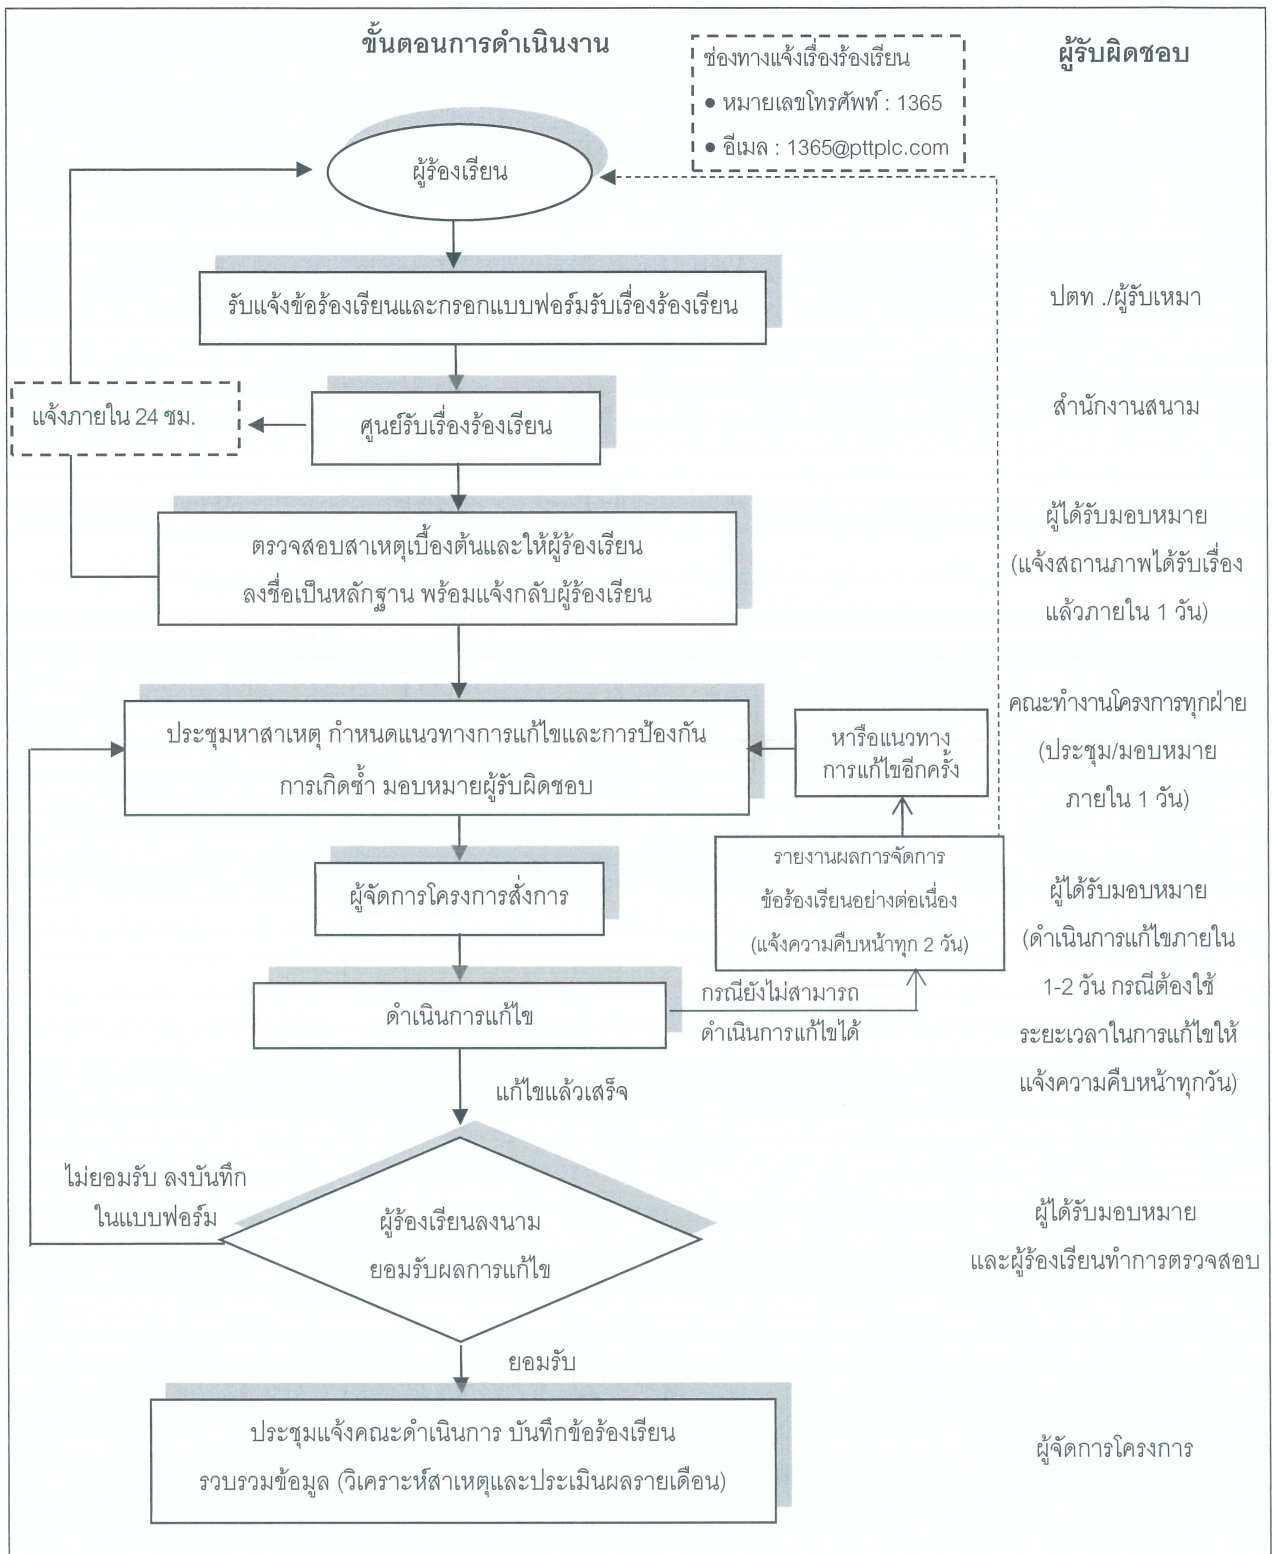 ขั้นตอนการดำเนินงาน
ผู้รับผิดชอบ
ช่องทางแจ้งเรื่องร้องเรียน
● หมายเลขโทรศัพท์ : 1365
● อีเมล : 1365@pttplc.com
ผู้ร้องเรียน
รับแจ้งข้อร้องเรียนและกรอกแบบฟอร์มรับเรื่องร้องเรียน
ปตท ./ผู้รับเหมา
แจ้งภายใน 24 ชม.
ศูนย์รับเรื่องร้องเรียน
สำนักงานสนาม
ตรวจสอบสาเหตุเบื้องต้นและให้ผู้ร้องเรียน
ลงชื่อเป็นหลักฐาน พร้อมแจ้งกลับผู้ร้องเรียน
ผู้ได้รับมอบหมาย
(แจ้งสถานภาพได้รับเรื่อง
แล้วภายใน 1 วัน)
ประชุมหาสาเหตุ กำหนดแนวทางการแก้ไขและการป้องกัน
การเกิดซ้ำ มอบหมายผู้รับผิดชอบ
หารือแนวทาง
การแก้ไขอีกครั้ง
คณะทำงานโครงการทุกฝ่าย
(ประชุม/มอบหมาย
ภายใน 1 วัน)
ผู้จัดการโครงการสั่งการ
รายงานผลการจัดการ
ข้อร้องเรียนอย่างต่อเนื่อง
(แจ้งความคืบหน้าทุก 2 วัน)
ดำเนินการแก้ไข
กรณียังไม่สามารถ
ดำเนินการแก้ไขได้
ผู้ได้รับมอบหมาย
(ดำเนินการแก้ไขภายใน
1-2 วัน กรณีต้องใช้
ระยะเวลาในการแก้ไขให้
แจ้งความคืบหน้าทุกวัน)
แก้ไขแล้วเสร็จ
ไม่ยอมรับ ลงบันทึก
ในแบบฟอร์ม
ผู้ร้องเรียนลงนาม
ยอมรับผลการแก้ไข
ผู้ได้รับมอบหมาย
และผู้ร้องเรียนทำการตรวจสอบ
ยอมรับ
ประชุมแจ้งคณะดำเนินการ บันทึกข้อร้องเรียน
รวบรวมข้อมูล (วิเคราะห์สาเหตุและประเมินผลรายเดือน)
ผู้จัดการโครงการ